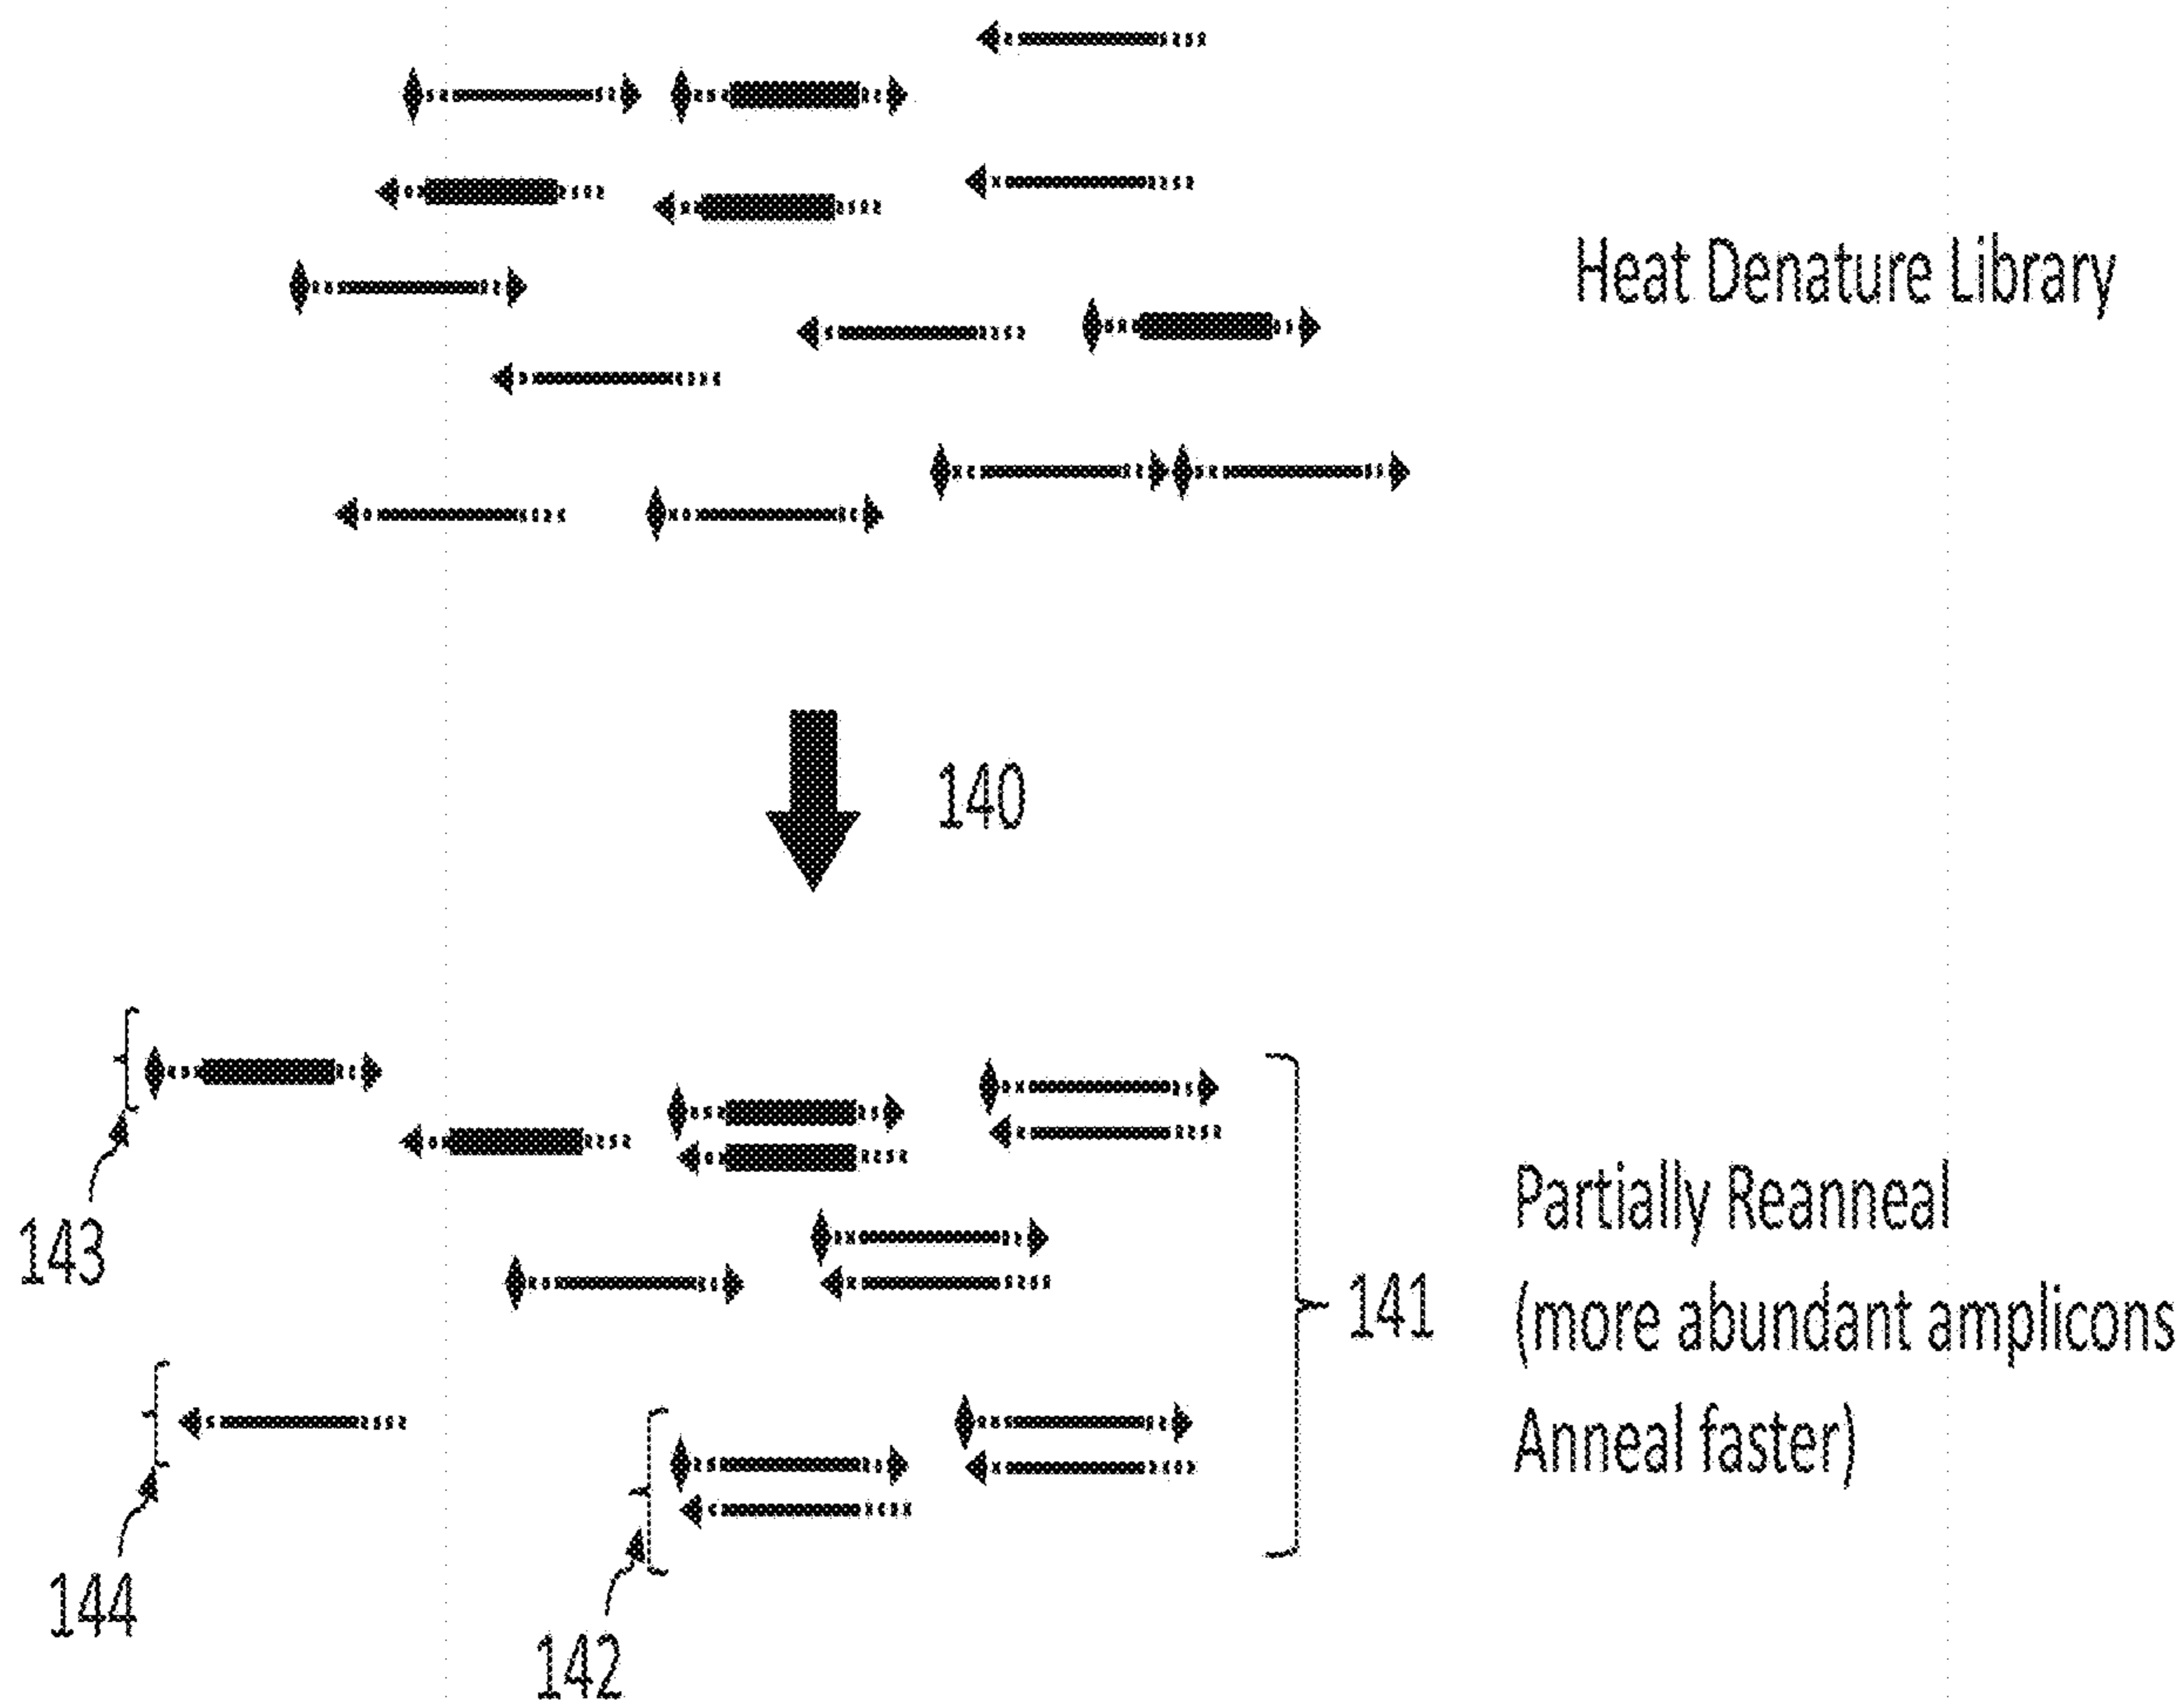 Heat Denature Library
140
143
Partially Reanneal
141
(more abundant amplicons
Anneal faster)
144
142